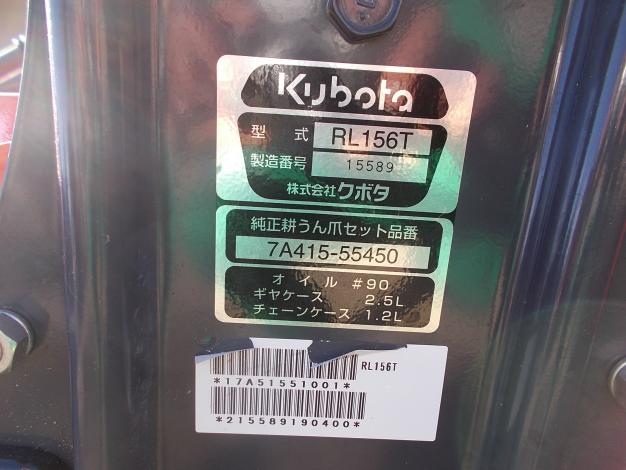 Kubota
型式 RL156T
製造番号 15589
株式会社クボタ
純正耕うん爪セット品番
7A415-55450
オイル #90
ギヤケース 2.5L
チェーンケース 1.2L
RL156T
*17A51551001*
*215589190400*